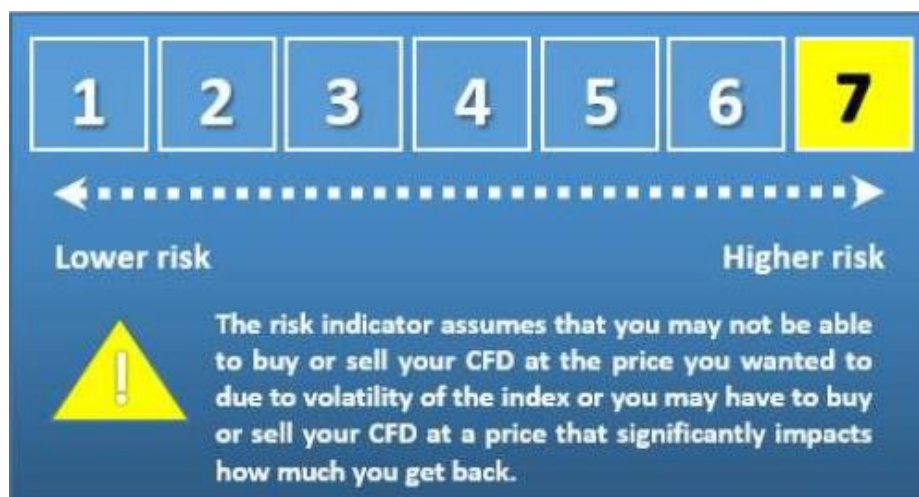 1 2 3 4 5 6 7
Lower risk Higher risk
!
The risk indicator assumes that you may not be able
to buy or sell your CFD at the price you wanted to
due to volatility of the index or you may have to buy
or sell your CFD at a price that significantly impacts
how much you get back.